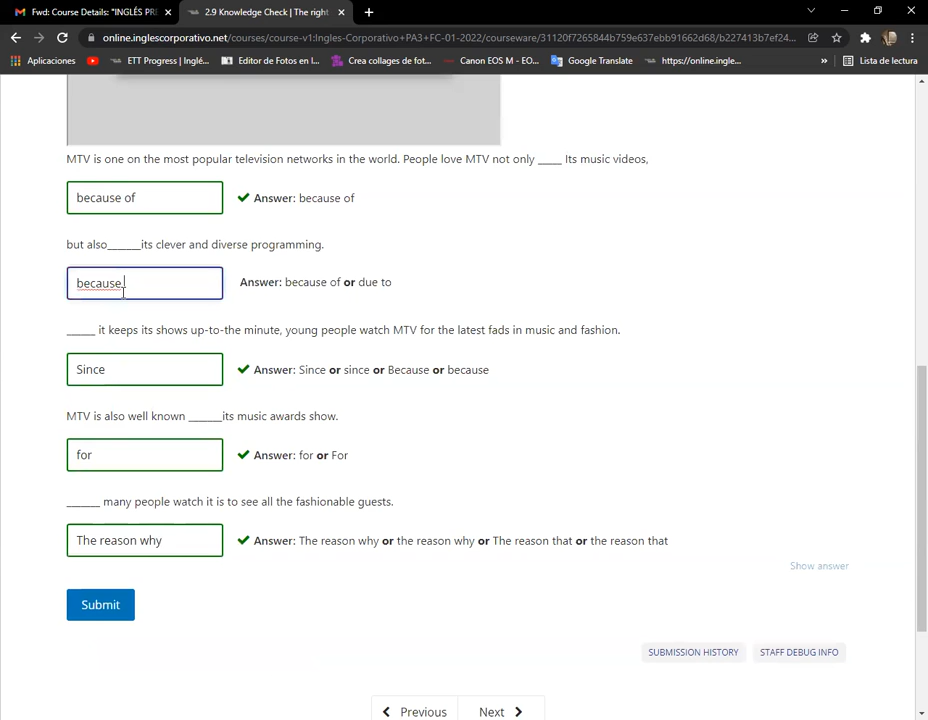 Fwd: Course Details: "INGLÉS PR
2.9 Knowledge Check | The right
online.inglescorporativo.net/courses/course-v1:Ingles-Corporativo+PA3+FC-01-2022/courseware/31120f7265844b759e637ebb91662d68/b227413b7ef24...
Aplicaciones
ETT Progress | Inglé...
Editor de Fotos en l...
Crea collages de fot...
Canon EOS M - EO...
Google Translate
https://online.ingle...
»
Lista de lectura
MTV is one on the most popular television networks in the world. People love MTV not only _____ Its music videos,
because of
Answer: because of
but also_______its clever and diverse programming.
because
Answer: because of or due to
______ it keeps its shows up-to-the minute, young people watch MTV for the latest fads in music and fashion.
Since
Answer: Since or since or Because or because
MTV is also well known _______its music awards show.
for
Answer: for or For
_______ many people watch it is to see all the fashionable guests.
The reason why
Answer: The reason why or the reason why or The reason that or the reason that
Show answer
Submit
SUBMISSION HISTORY
STAFF DEBUG INFO
Previous
Next